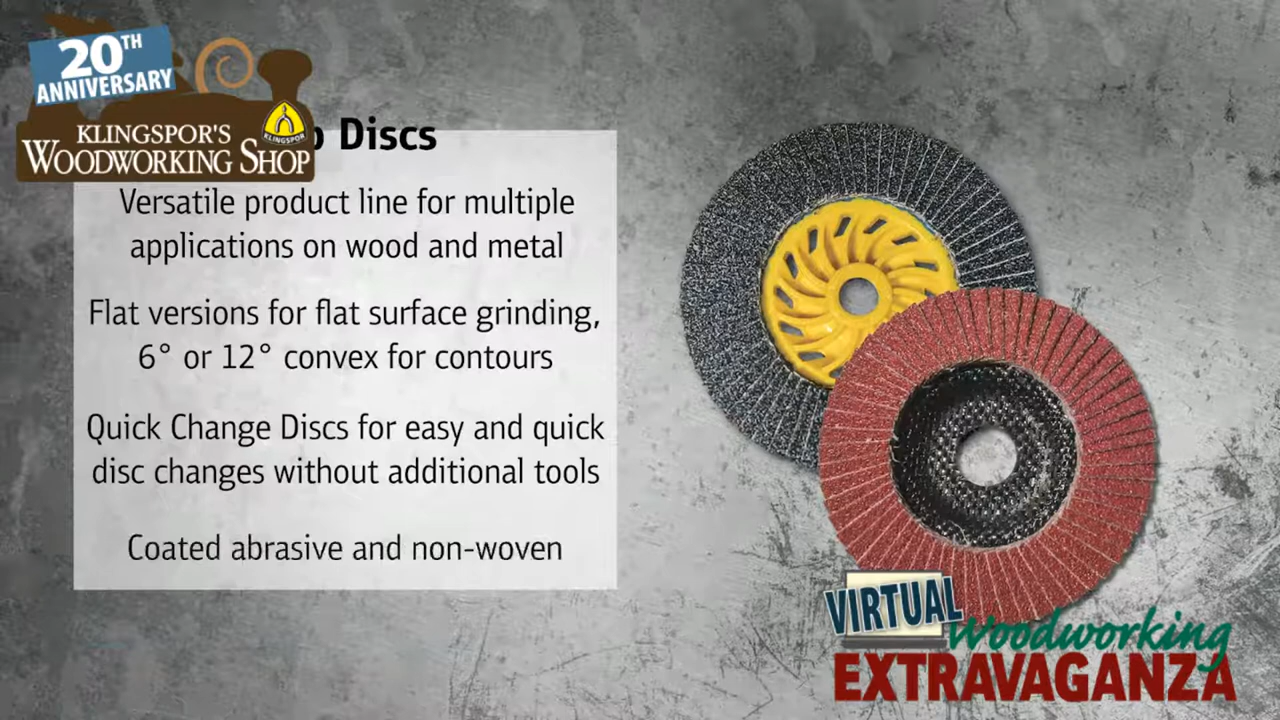 20TH
ANNIVERSARY
KLINGSPOR'S
WOODWORKING SHOP
KLINGSPOR
Discs
Versatile product line for multiple
applications on wood and metal
Flat versions for flat surface grinding,
6° or 12° convex for contours
Quick Change Discs for easy and quick
disc changes without additional tools
Coated abrasive and non-woven
VIRTUAL
Woodworking
EXTRAVAGANZA